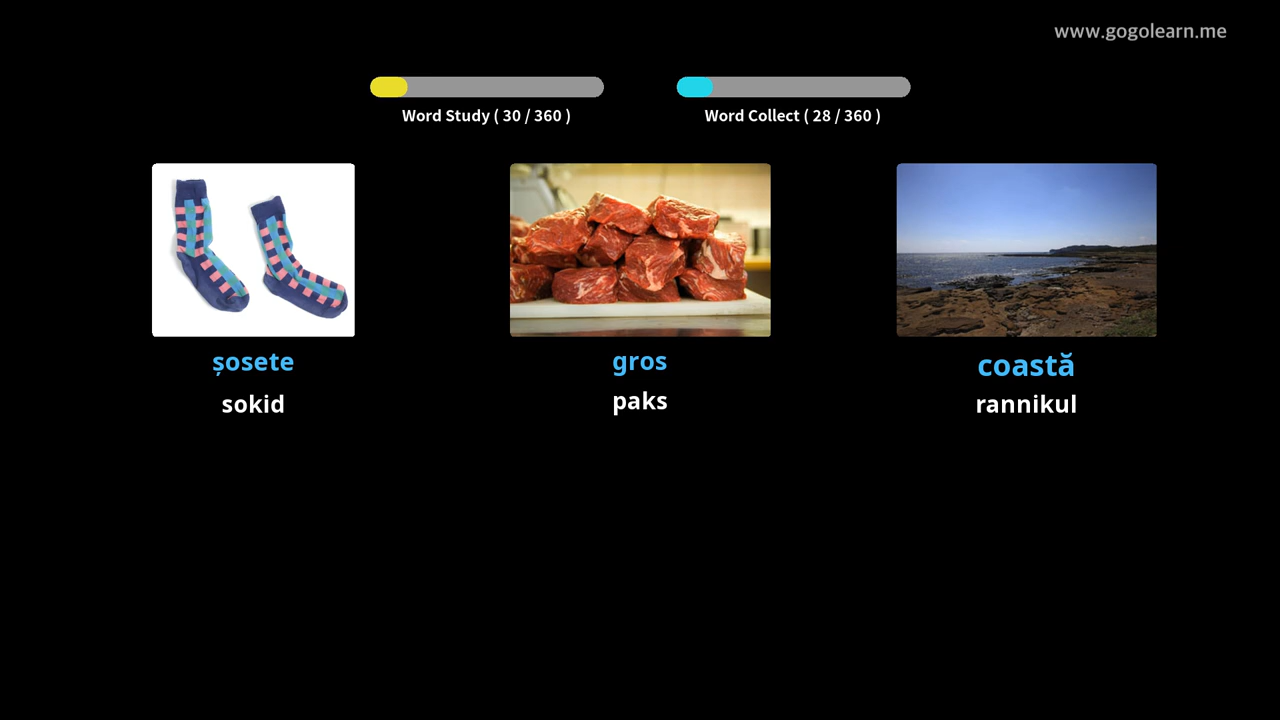 www.gogolearn.me
Word Study ( 30 / 360 )
Word Collect ( 28 / 360 )
șosete
gros
coastă
sokid
paks
rannikul